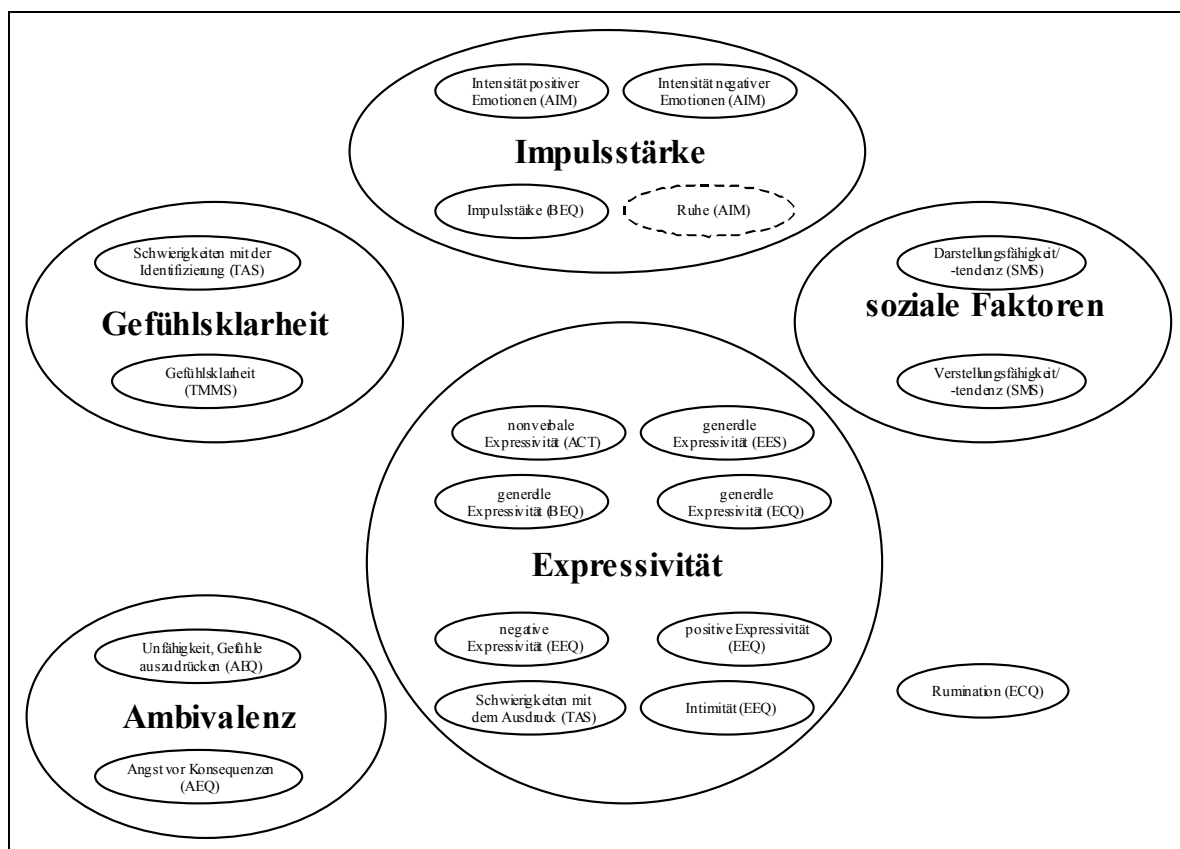 Intensität positiver
Emotionen (AIM)
Intensität negativer
Emotionen (AIM)
Impulsstärke
Impulsstärke (BEQ)
Ruhe (AIM)
Schwierigkeiten mit der
Identifizierung (TAS)
Gefühlsklarheit
Gefühlsklarheit
(TMMS)
Darstellungsfähigkeit/
-tendenz (SMS)
soziale Faktoren
Verstellungsfähigkeit/
-tendenz (SMS)
nonverbale
Expressivität (ACT)
generelle
Expressivität (EES)
generelle
Expressivität (BEQ)
generelle
Expressivität (ECQ)
Expressivität
negative
Expressivität (EEQ)
positive Expressivität
(EEQ)
Schwierigkeiten mit
dem Ausdruck (TAS)
Intimität (EEQ)
Unfähigkeit, Gefühle
auszudrücken (AEQ)
Ambivalenz
Angst vor Konsequenzen
(AEQ)
Rumination (ECQ)